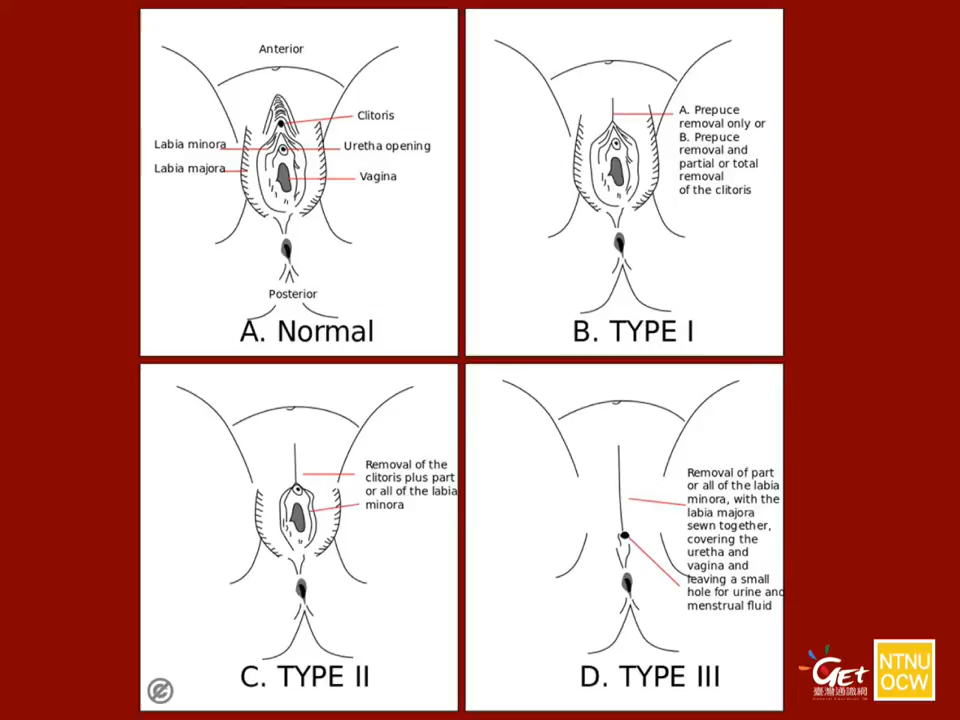 Anterior
Clitoris
Labia minora
Uretha opening
Labia majora
Vagina
Posterior
A. Normal
A. Prepuce
removal only or
B. Prepuce
removal and
partial or total
removal
of the clitoris
B. TYPE I
Removal of the
clitoris plus part
or all of the labia
minora
C. TYPE II
Removal of part
or all of the labia
minora, with the
labia majora
sewn together,
covering the
uretha and
vagina and
leaving a small
hole for urine and
menstrual fluid
D. TYPE III
GET
臺灣通識網
NTNU
OCW